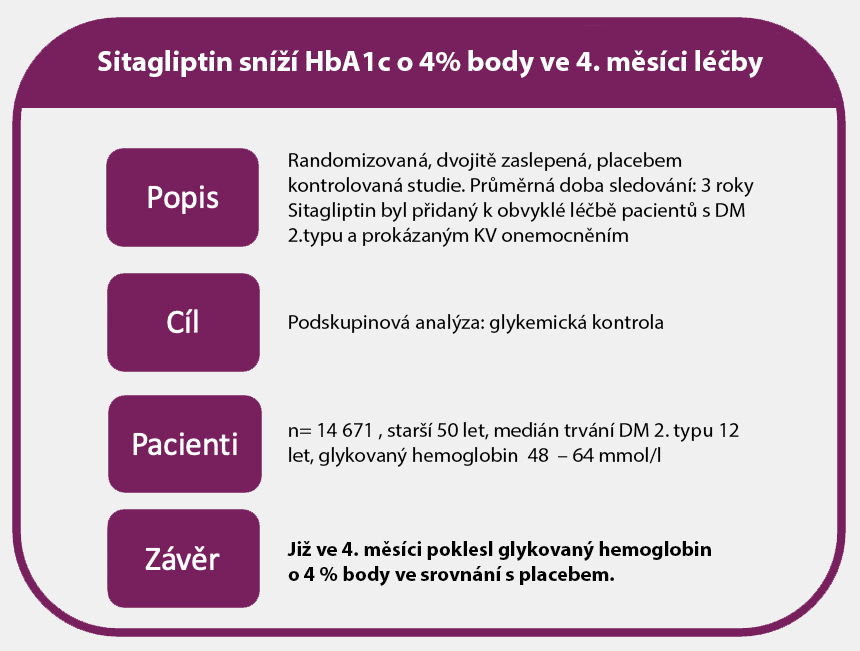 Sitagliptin sníží HbA1c o 4% body ve 4. měsíci léčby
Popis
Randomizovaná, dvojitě zaslepená, placebem
kontrolovaná studie. Průměrná doba sledování: 3 roky
Sitagliptin byl přidaný k obvyklé léčbě pacientů s DM
2.typu a prokázaným KV onemocněním
Cíl
Podskupinová analýza: glykemická kontrola
Pacienti
n= 14 671 , starší 50 let, medián trvání DM 2. typu 12
let, glykovaný hemoglobin 48 – 64 mmol/l
Závěr
Již ve 4. měsíci poklesl glykovaný hemoglobin
o 4 % body ve srovnání s placebem.